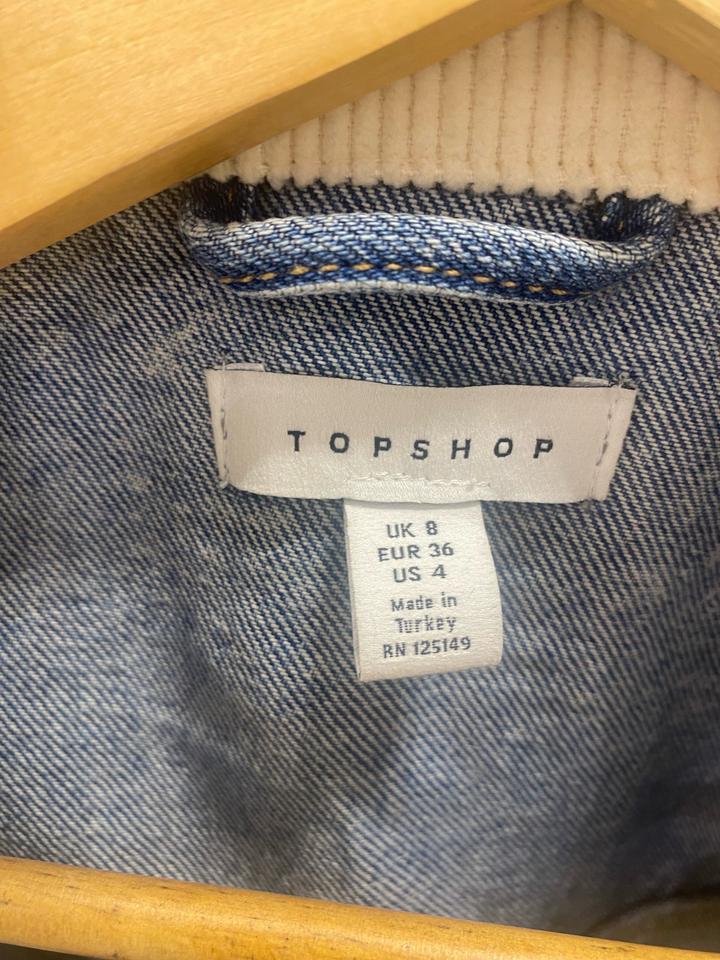 TOPSHOP
UK 8
EUR 36
US 4
Made in
Turkey
RN 125149